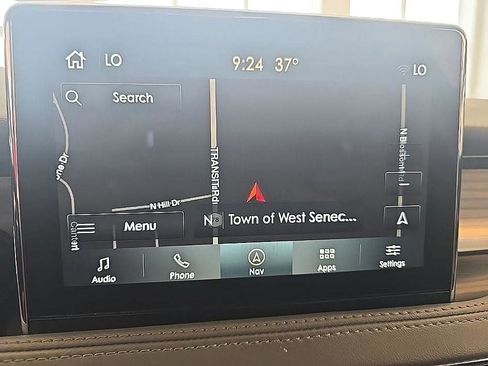 LO 9:24 37° LO
Search
TRANSIT Rd
N Blossom Rd
N Hill Dr
Menu
Town of West Senec...
Audio Phone Nav Apps Settings